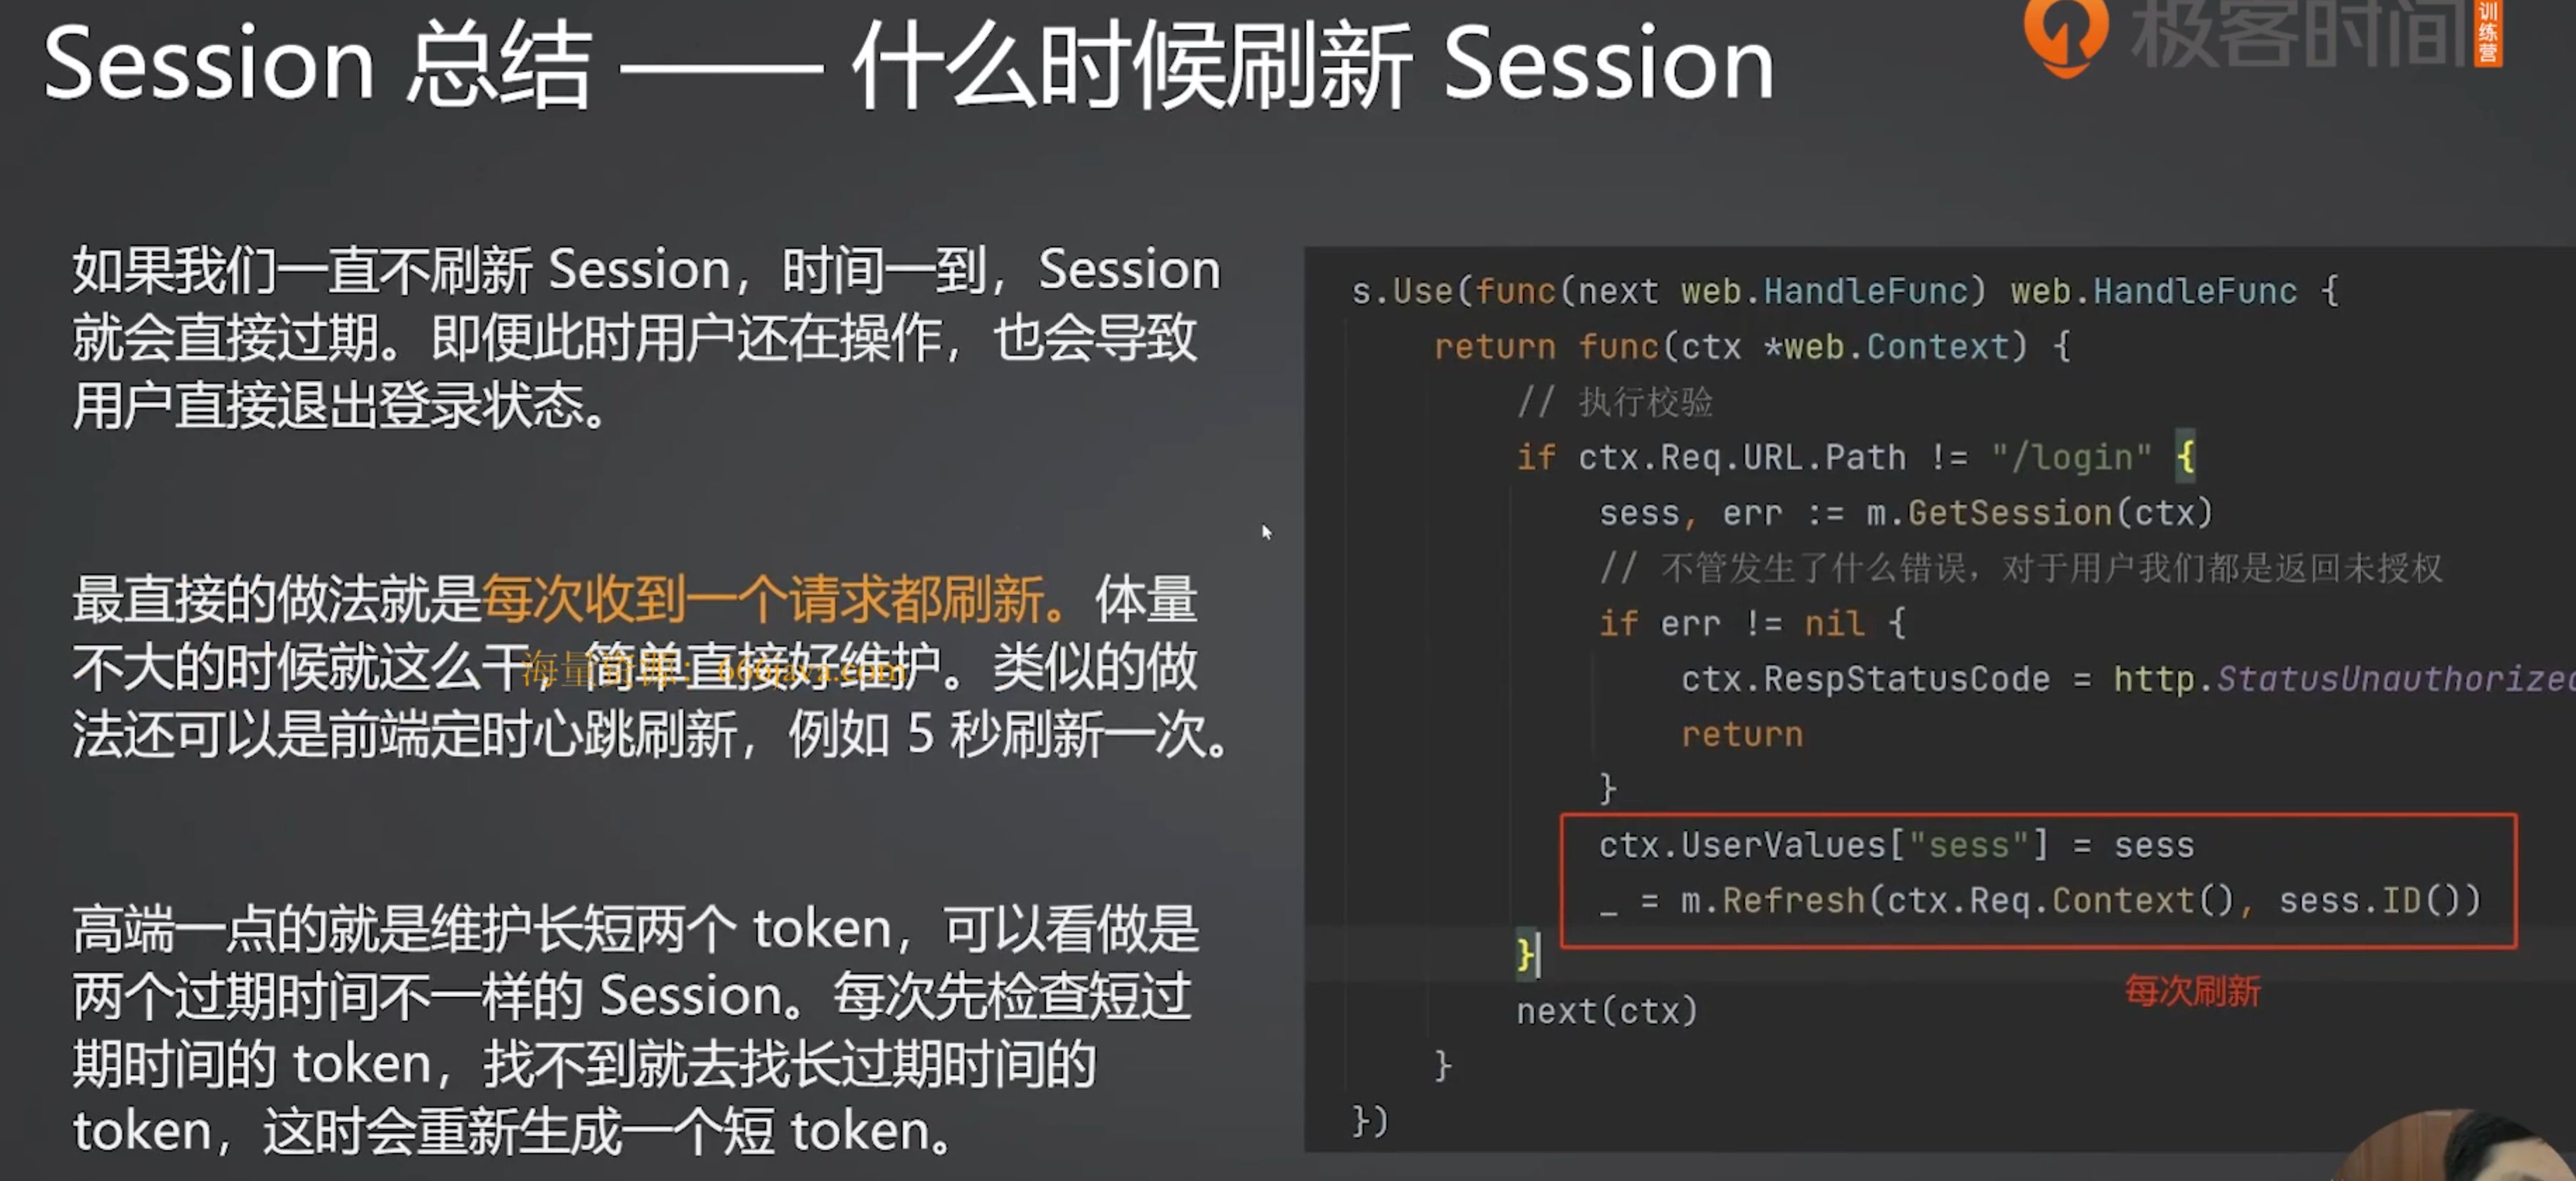 Session 总结 —— 什么时候刷新 Session
极客时间
训练营
如果我们一直不刷新 Session，时间一到，Session
就会直接过期。即便此时用户还在操作，也会导致
用户直接退出登录状态。
最直接的做法就是每次收到一个请求都刷新。体量
不大的时候就这么干，简单直接好维护。类似的做
法还可以是前端定时心跳刷新，例如 5 秒刷新一次。
海量资源：666java.com
高端一点的就是维护长短两个 token，可以看做是
两个过期时间不一样的 Session。每次先检查短过
期时间的 token，找不到就去找长过期时间的
token，这时会重新生成一个短 token。
s.Use(func(next web.HandleFunc) web.HandleFunc {
return func(ctx *web.Context) {
// 执行校验
if ctx.Req.URL.Path != "/login" {
sess, err := m.GetSession(ctx)
// 不管发生了什么错误，对于用户我们都是返回未授权
if err != nil {
ctx.RespStatusCode = http.StatusUnauthorized
return
}
ctx.UserValues["sess"] = sess
_ = m.Refresh(ctx.Req.Context(), sess.ID())
}
每次刷新
next(ctx)
}
})